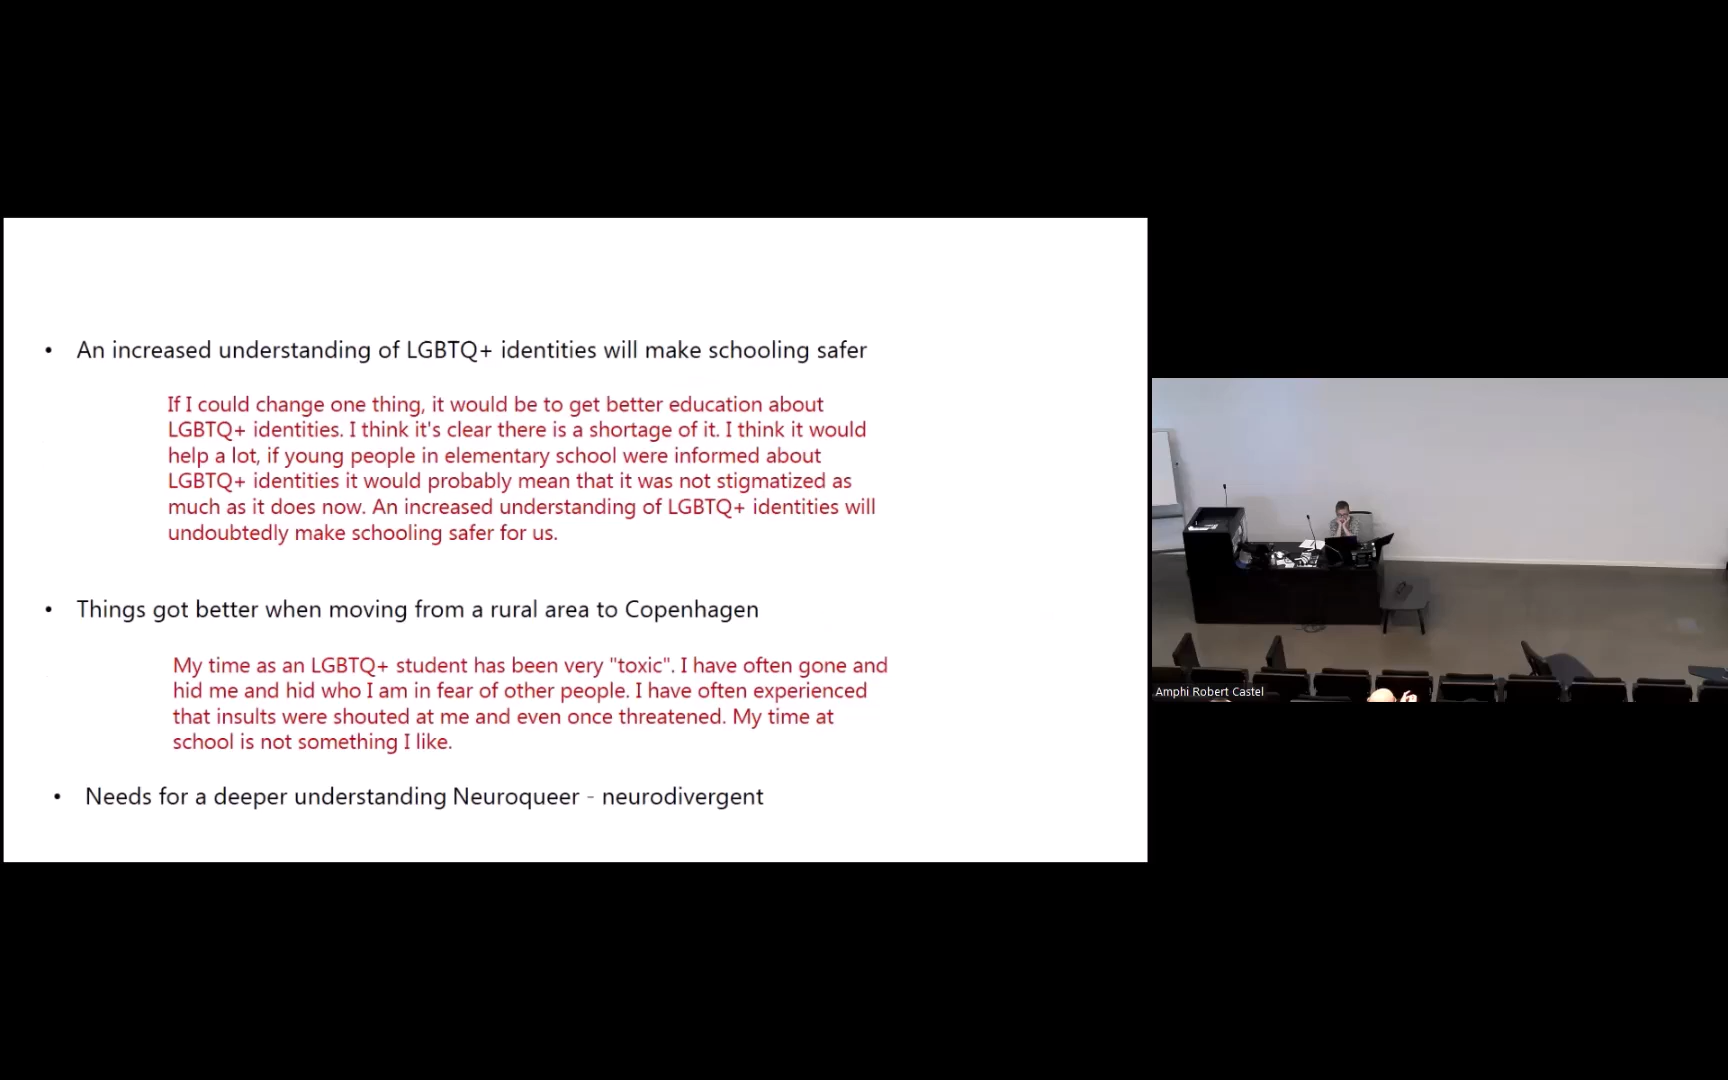 • An increased understanding of LGBTQ+ identities will make schooling safer
If I could change one thing, it would be to get better education about
LGBTQ+ identities. I think it's clear there is a shortage of it. I think it would
help a lot, if young people in elementary school were informed about
LGBTQ+ identities it would probably mean that it was not stigmatized as
much as it does now. An increased understanding of LGBTQ+ identities will
undoubtedly make schooling safer for us.
• Things got better when moving from a rural area to Copenhagen
My time as an LGBTQ+ student has been very "toxic". I have often gone and
hid me and hid who I am in fear of other people. I have often experienced
that insults were shouted at me and even once threatened. My time at
school is not something I like.
• Needs for a deeper understanding Neuroqueer - neurodivergent
Amphi Robert Castel